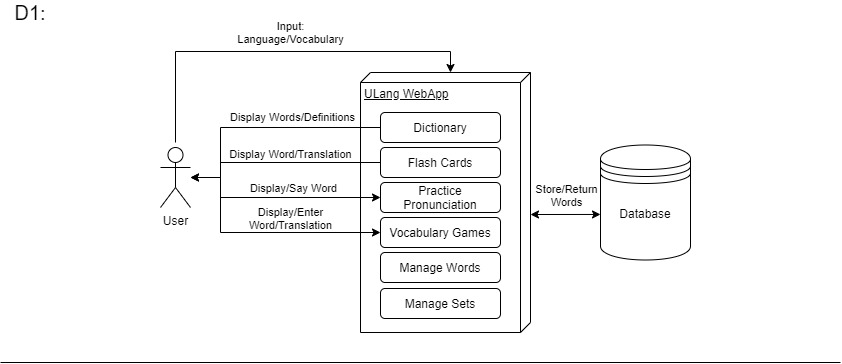 D1:
Input:
Language/Vocabulary
ULang WebApp
Display Words/Definitions
Dictionary
Display Word/Translation
Flash Cards
Display/Say Word
Practice
Pronunciation
Display/Enter
Word/Translation
Vocabulary Games
Manage Words
Manage Sets
User
Store/Return
Words
Database